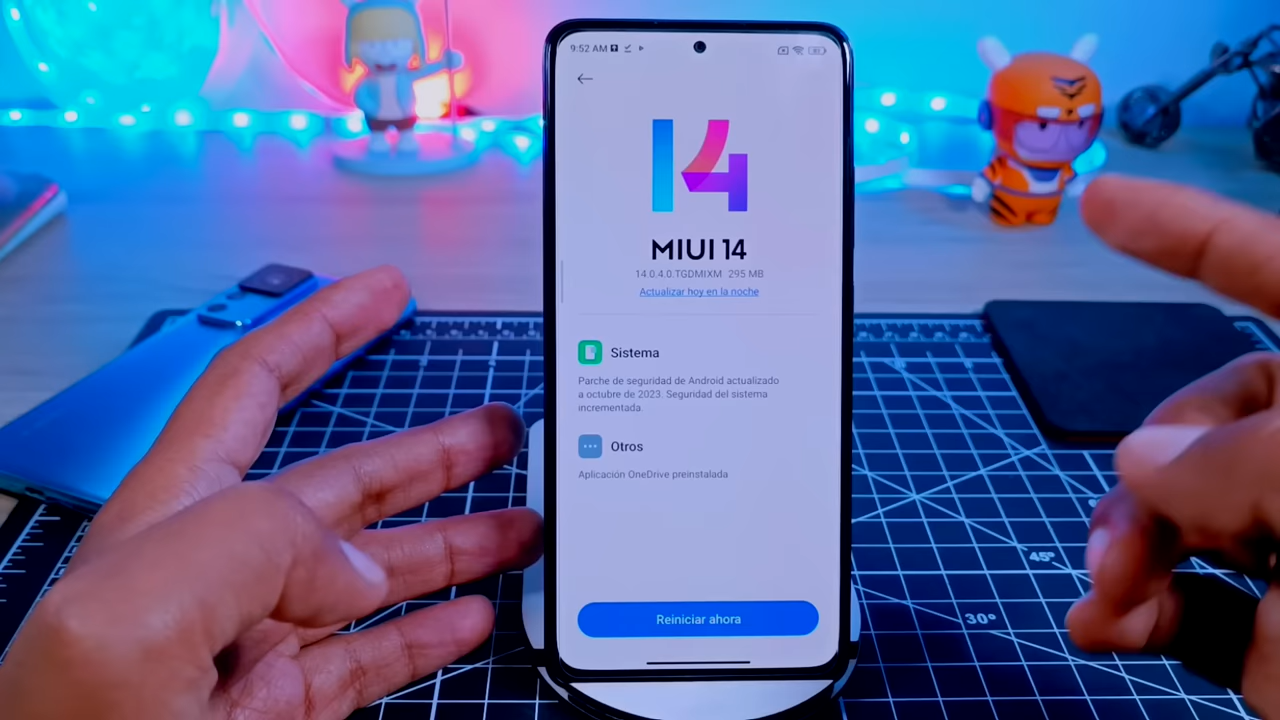 9:52 AM
14
MIUI 14
14.0.4.0.TGDMIXM 295 MB
Actualizar hoy en la noche
Sistema
Parche de seguridad de Android actualizado
a octubre de 2023. Seguridad del sistema
incrementada.
Otros
Aplicación OneDrive preinstalada
Reiniciar ahora
45°
30°